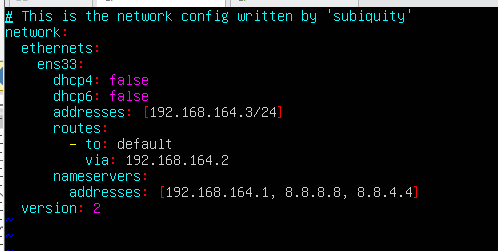 # This is the network config written by 'subiquity'
network:
  ethernets:
    ens33:
      dhcp4: false
      dhcp6: false
      addresses: [192.168.164.3/24]
      routes:
        - to: default
          via: 192.168.164.2
      nameservers:
        addresses: [192.168.164.1, 8.8.8.8, 8.8.4.4]
  version: 2
~
~